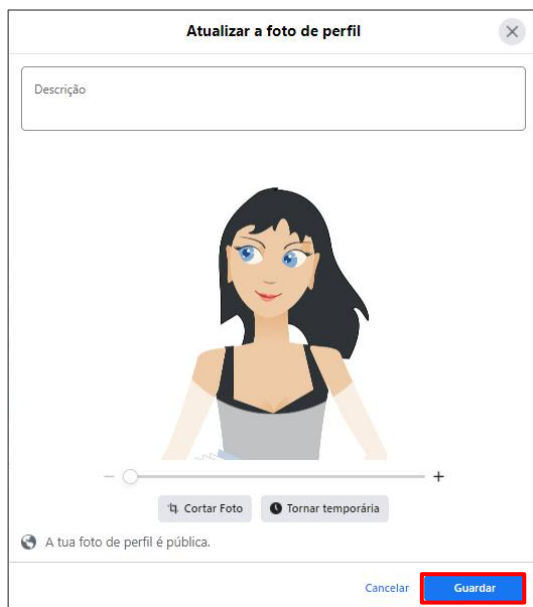 Atualizar a foto de perfil
Descrição
Cortar Foto Tornar temporária
A tua foto de perfil é pública.
Cancelar Guardar